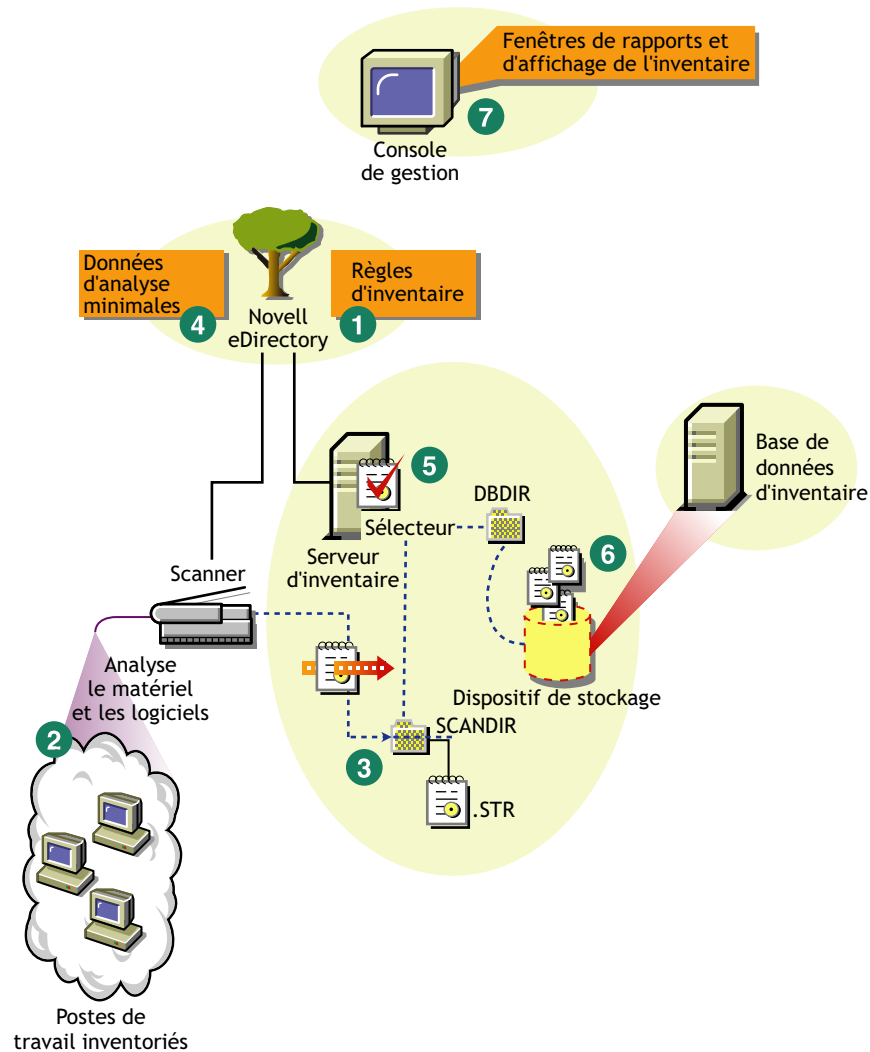 Fenêtres de rapports et
d'affichage de l'inventaire
7
Console
de gestion
Données
d'analyse
minimales
4
Règles
d'inventaire
1
Novell
eDirectory
5
Sélecteur
DBDIR
Serveur
d'inventaire
Base de
données
d'inventaire
6
Scanner
Dispositif de stockage
Analyse
le matériel
et les logiciels
SCANDIR
3
.STR
2
Postes de
travail inventoriés